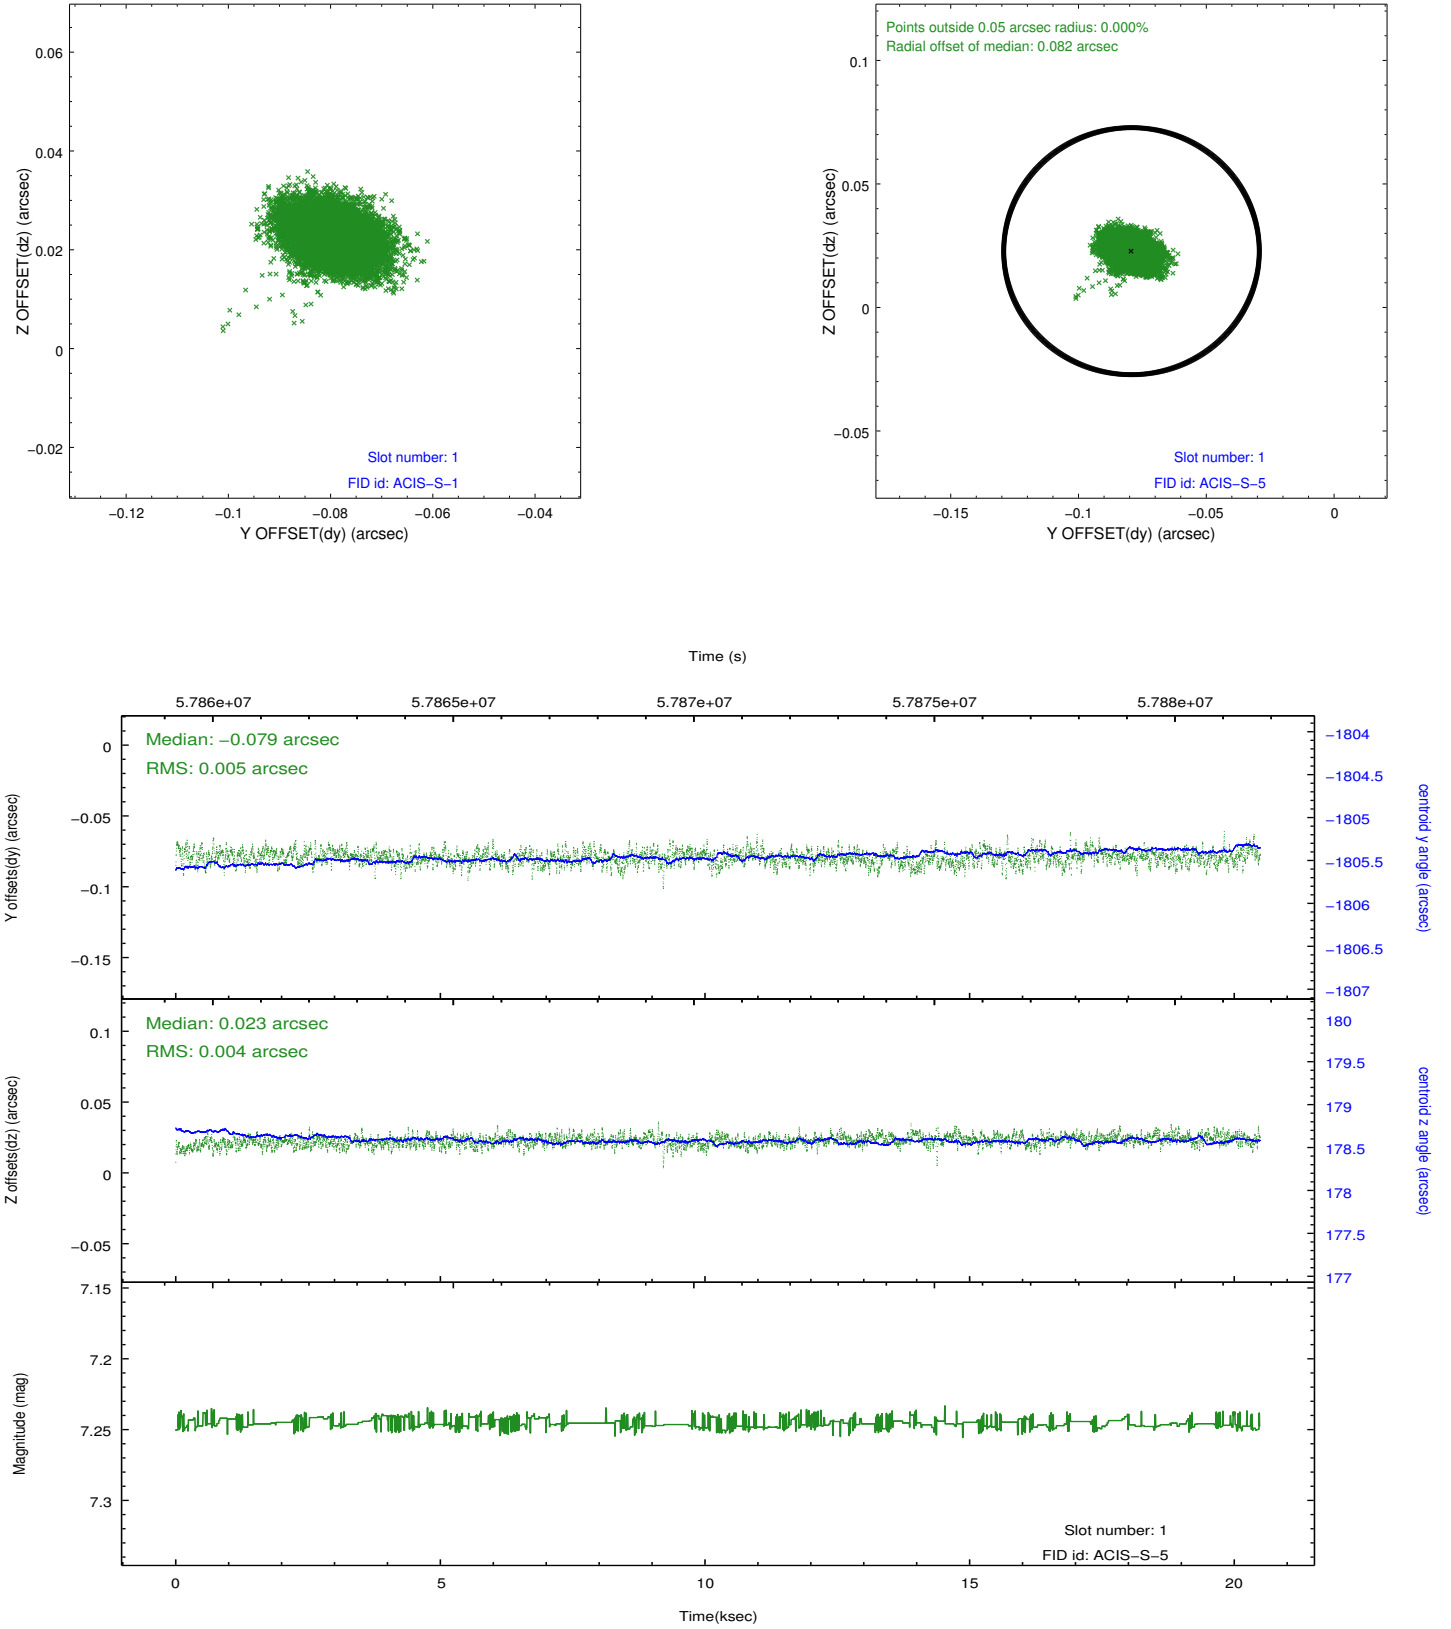 0.06
0.04
0.02
0
−0.02
Z OFFSET(dz) (arcsec)
Slot number: 1
FID id: ACIS−S−1
−0.12
−0.1
−0.08
−0.06
−0.04
Y OFFSET(dy) (arcsec)
Points outside 0.05 arcsec radius: 0.000%
Radial offset of median: 0.082 arcsec
0.1
0.05
0
−0.05
Z OFFSET(dz) (arcsec)
Slot number: 1
FID id: ACIS−S−5
−0.15
−0.1
−0.05
0
Y OFFSET(dy) (arcsec)
Time (s)
5.786e+07
5.7865e+07
5.787e+07
5.7875e+07
5.788e+07
Median: −0.079 arcsec
RMS: 0.005 arcsec
0
−0.05
−0.1
−0.15
Y offsets(dy) (arcsec)
−1804
−1804.5
−1805
−1805.5
−1806
−1806.5
−1807
centroid y angle (arcsec)
Median: 0.023 arcsec
RMS: 0.004 arcsec
0.1
0.05
0
−0.05
Z offsets(dz) (arcsec)
180
179.5
179
178.5
178
177.5
177
centroid z angle (arcsec)
7.15
7.2
7.25
7.3
Magnitude (mag)
Slot number: 1
FID id: ACIS−S−5
0
5
10
15
20
Time(ksec)